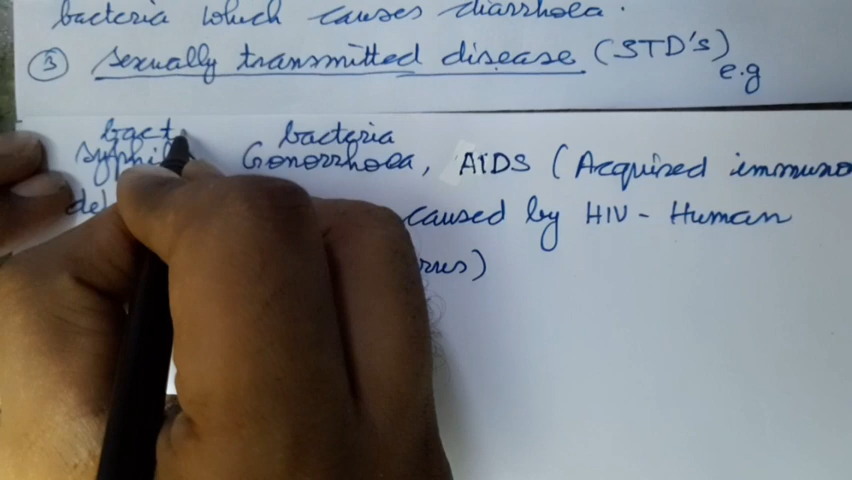 bacteria which causes diarrhoea.
③ sexually transmitted disease (STD's)
e.g
bact bacteria
Gonorrhoea, AIDS (Acquired immuno
caused by HIV - Human